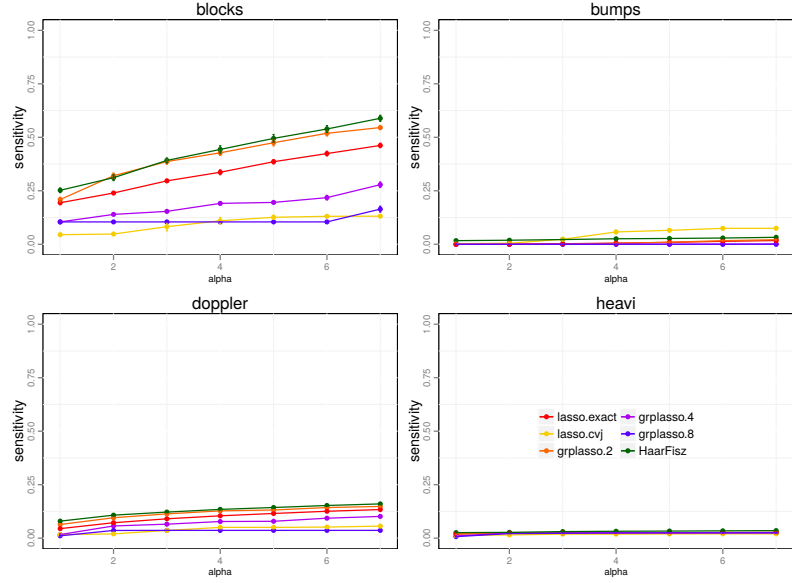 blocks
bumps
1.00
0.75
0.50
0.25
0.00
sensitivity
2
4
6
alpha
1.00
0.75
0.50
0.25
0.00
sensitivity
2
4
6
alpha
doppler
heavi
1.00
0.75
0.50
0.25
0.00
sensitivity
2
4
6
alpha
1.00
0.75
0.50
0.25
0.00
sensitivity
lasso.exact
grplasso.4
lasso.cvj
grplasso.8
grplasso.2
HaarFisz
2
4
6
alpha